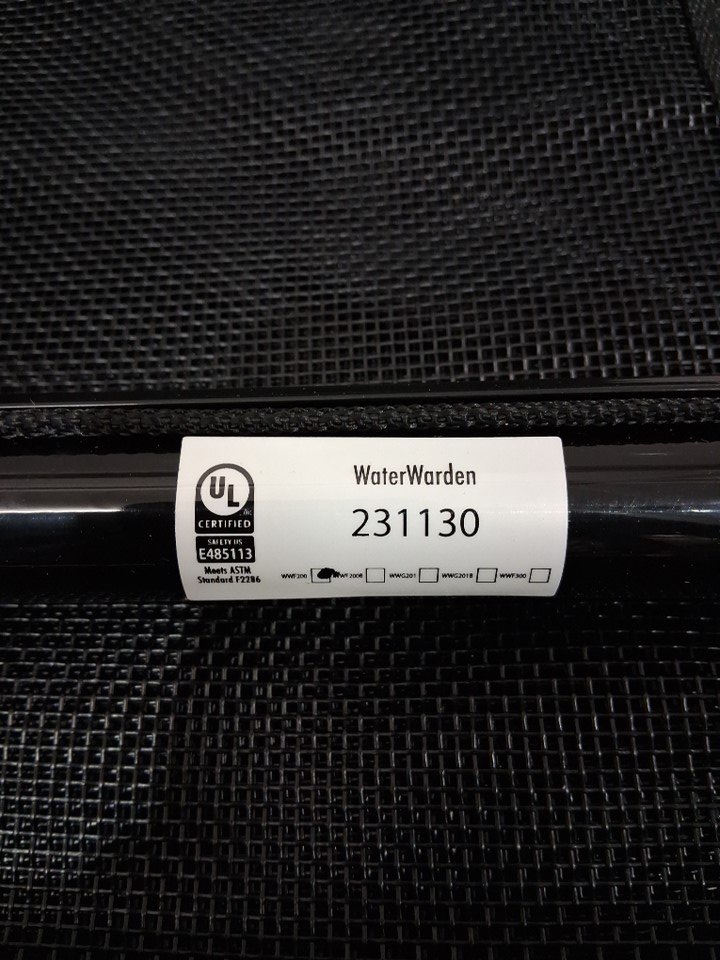 UL
CERTIFIED
SAFETY US
E485113
Meets ASTM
Standard F2286
WaterWarden
231130
WWF200 WWF200B WWG201 WWG201B WWF300